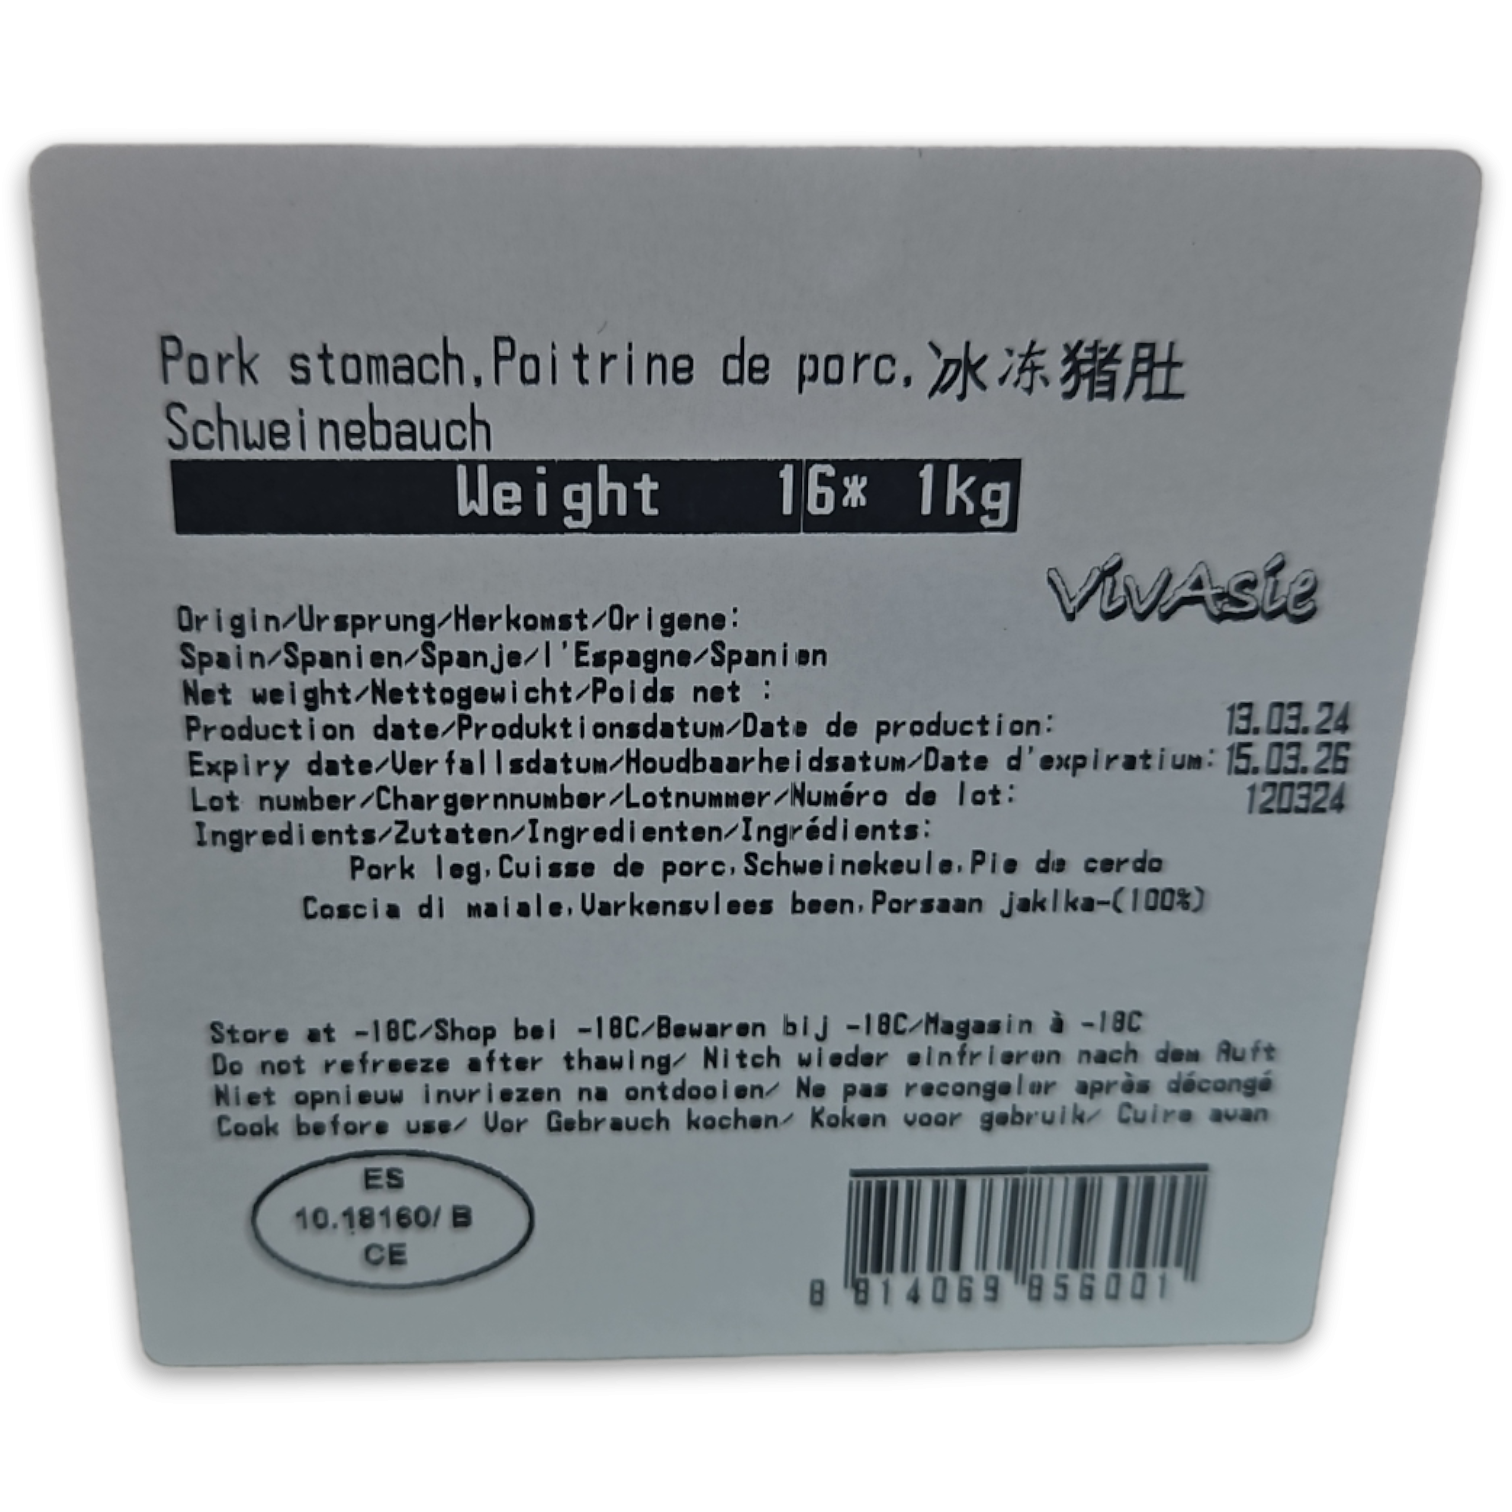 Pork stomach,Poitrine de porc,冰冻猪肚
Schweinebauch
Weight 16* 1kg
VivAsie
Origin/Ursprung/Herkomst/Origene:
Spain/Spanien/Spanje/l'Espagne/Spanien
Net weight/Nettogewicht/Poids net :
Production date/Produktionsdatum/Date de production: 13.03.24
Expiry date/Verfallsdatum/Houdbaarheidsatum/Date d'expiratium: 15.03.26
Lot number/Chargernnumber/Lotnummer/Numéro de lot: 120324
Ingredients/Zutaten/Ingredienten/Ingrédients:
Pork leg,Cuisse de porc,Schweinekeule,Pie de cerdo
Coscia di maiale,Varkensvlees been,Porsaan jaklka-(100%)
Store at -18C/Shop bei -18C/Bewaren bij -18C/Magasin à -18C
Do not refreeze after thawing/ Nitch wieder einfrieren nach dem Auft
Niet opnieuw invriezen na ontdooien/ Ne pas recongeler après décongé
Cook before use/ Vor Gebrauch kochen/ Koken voor gebruik/ Cuire avan
ES
10.18160/ B
CE
8 814069 856001